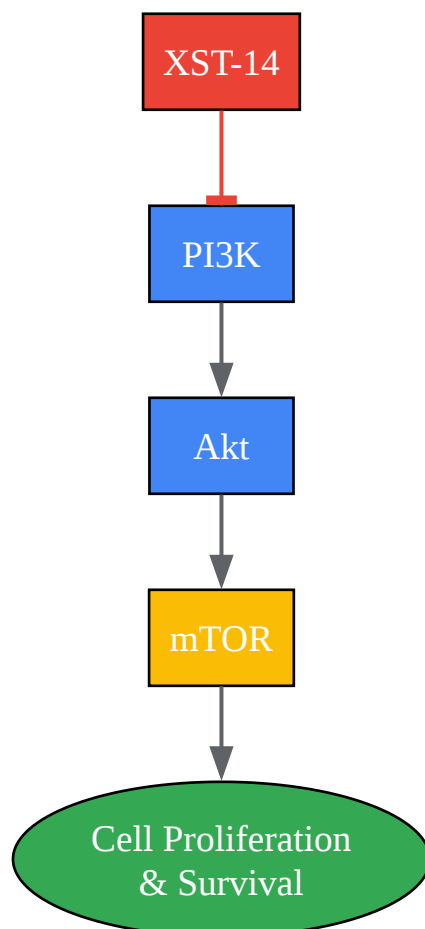 XST-14
PI3K
Akt
mTOR
Cell Proliferation
& Survival